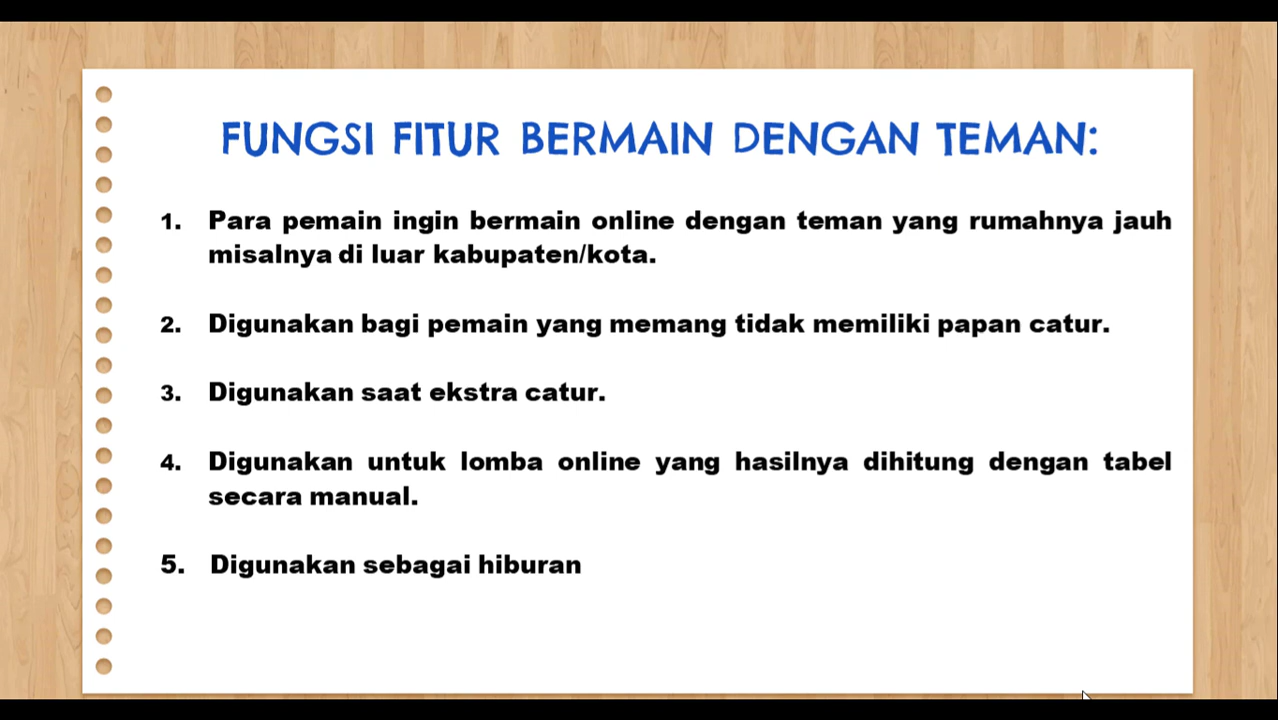 FUNGSI FITUR BERMAIN DENGAN TEMAN:
1. Para pemain ingin bermain online dengan teman yang rumahnya jauh
misalnya di luar kabupaten/kota.
2. Digunakan bagi pemain yang memang tidak memiliki papan catur.
3. Digunakan saat ekstra catur.
4. Digunakan untuk lomba online yang hasilnya dihitung dengan tabel
secara manual.
5. Digunakan sebagai hiburan